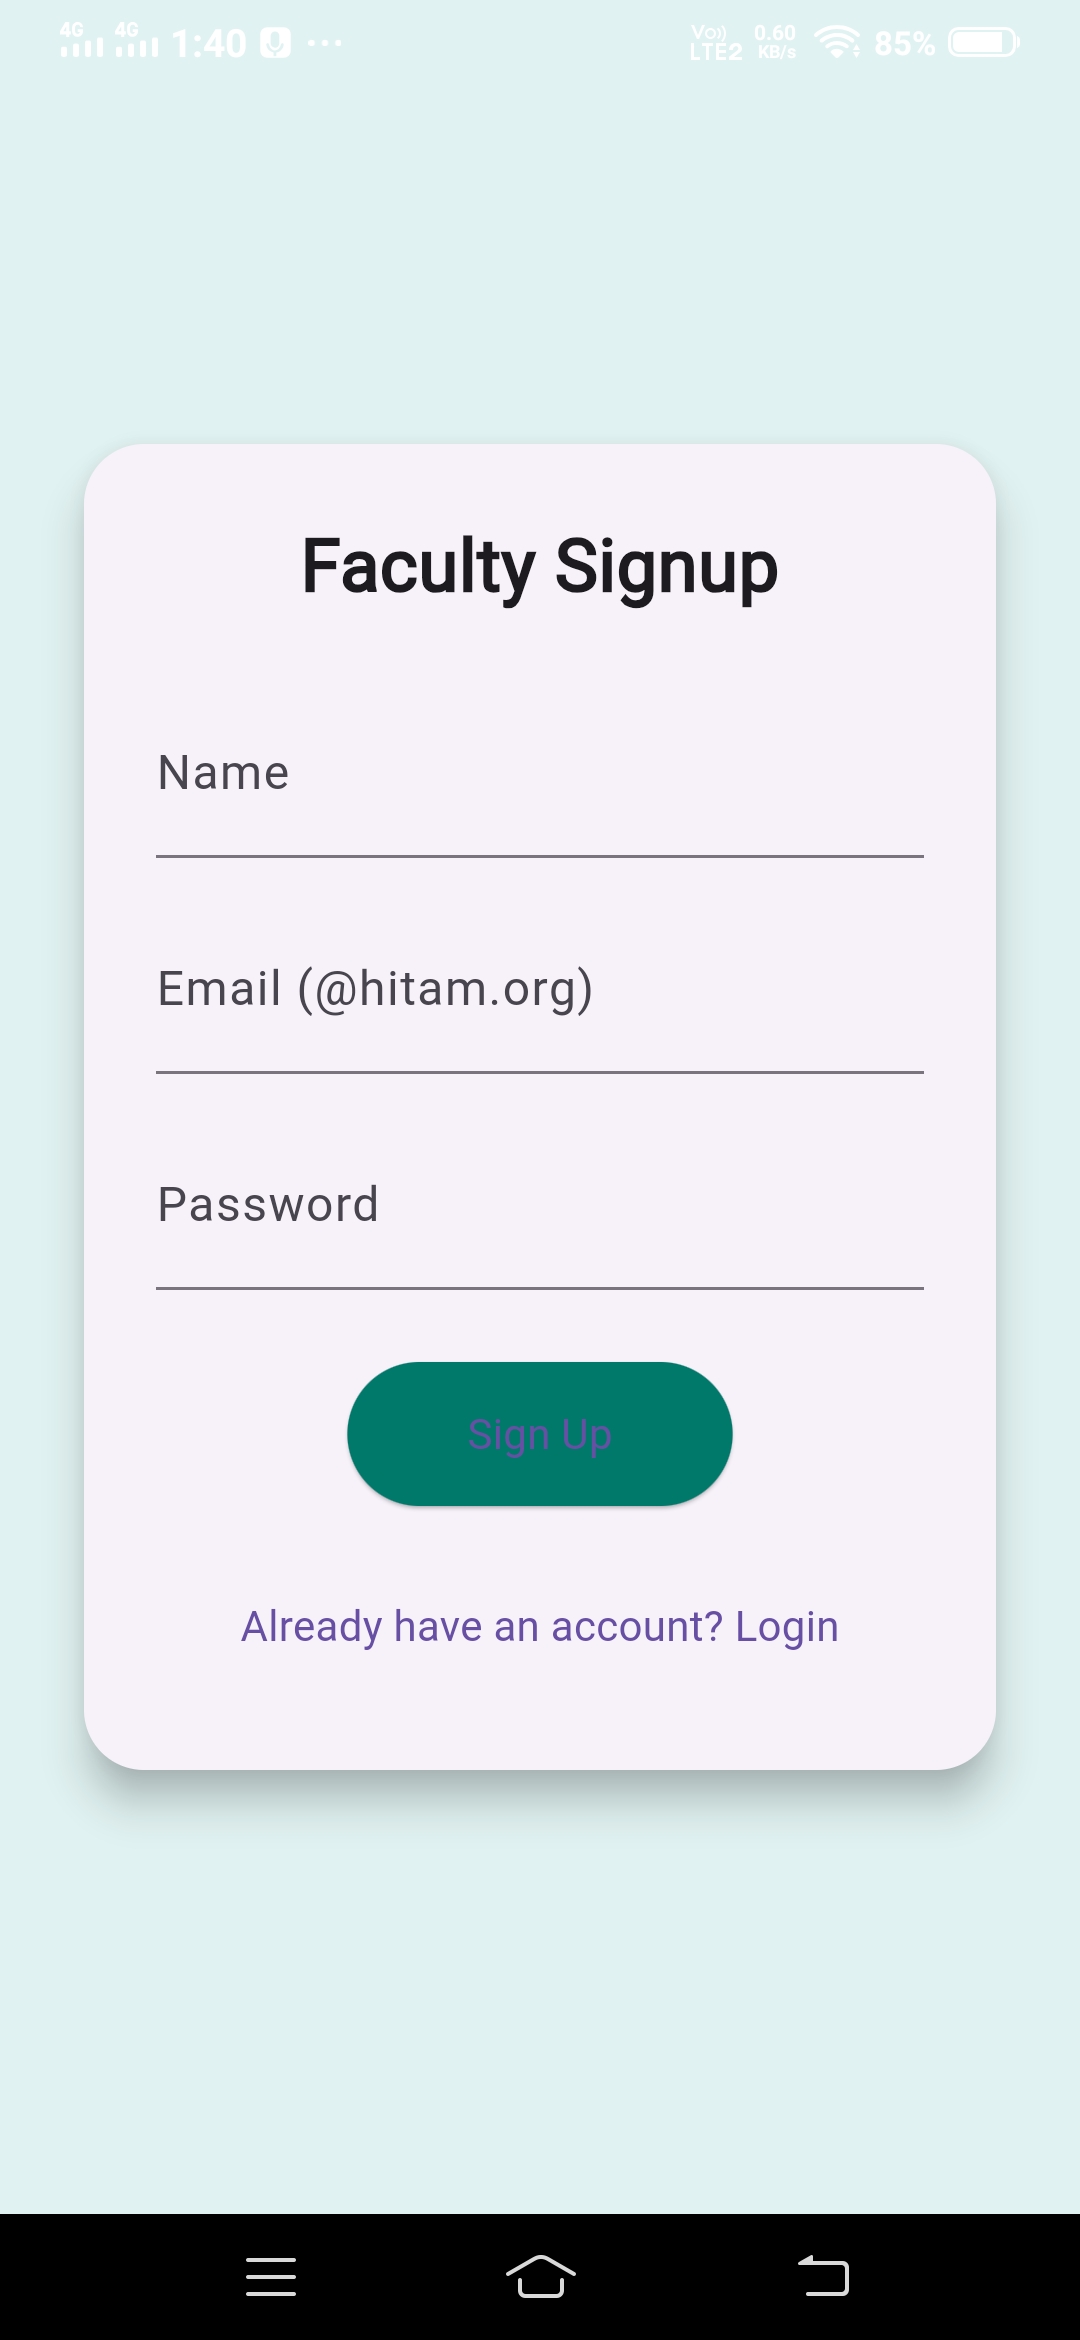 4G 4G 1:40 ... Vo) 0.60 85%
LTE2 KB/s
Faculty Signup
Name
Email (@hitam.org)
Password
Sign Up
Already have an account? Login